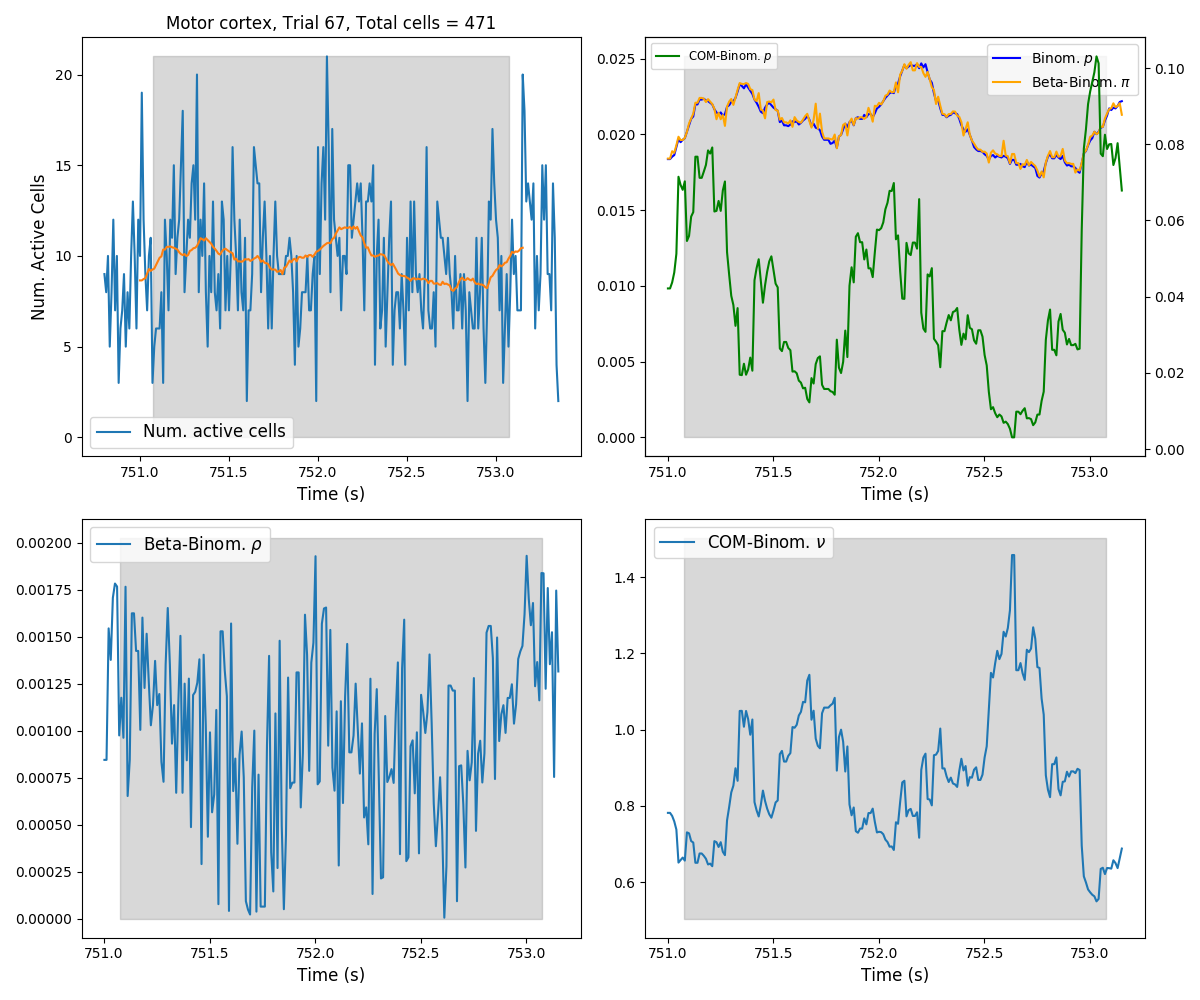 Motor cortex, Trial 67, Total cells = 471
Num. Active Cells
20
15
10
5
0
Num. active cells
751.0 751.5 752.0 752.5 753.0
Time (s)
COM-Binom. p
Binom. p
Beta-Binom. π
0.025
0.020
0.015
0.010
0.005
0.000
0.10
0.08
0.06
0.04
0.02
0.00
751.0 751.5 752.0 752.5 753.0
Time (s)
Beta-Binom. ρ
0.00200
0.00175
0.00150
0.00125
0.00100
0.00075
0.00050
0.00025
0.00000
751.0 751.5 752.0 752.5 753.0
Time (s)
COM-Binom. ν
1.4
1.2
1.0
0.8
0.6
751.0 751.5 752.0 752.5 753.0
Time (s)